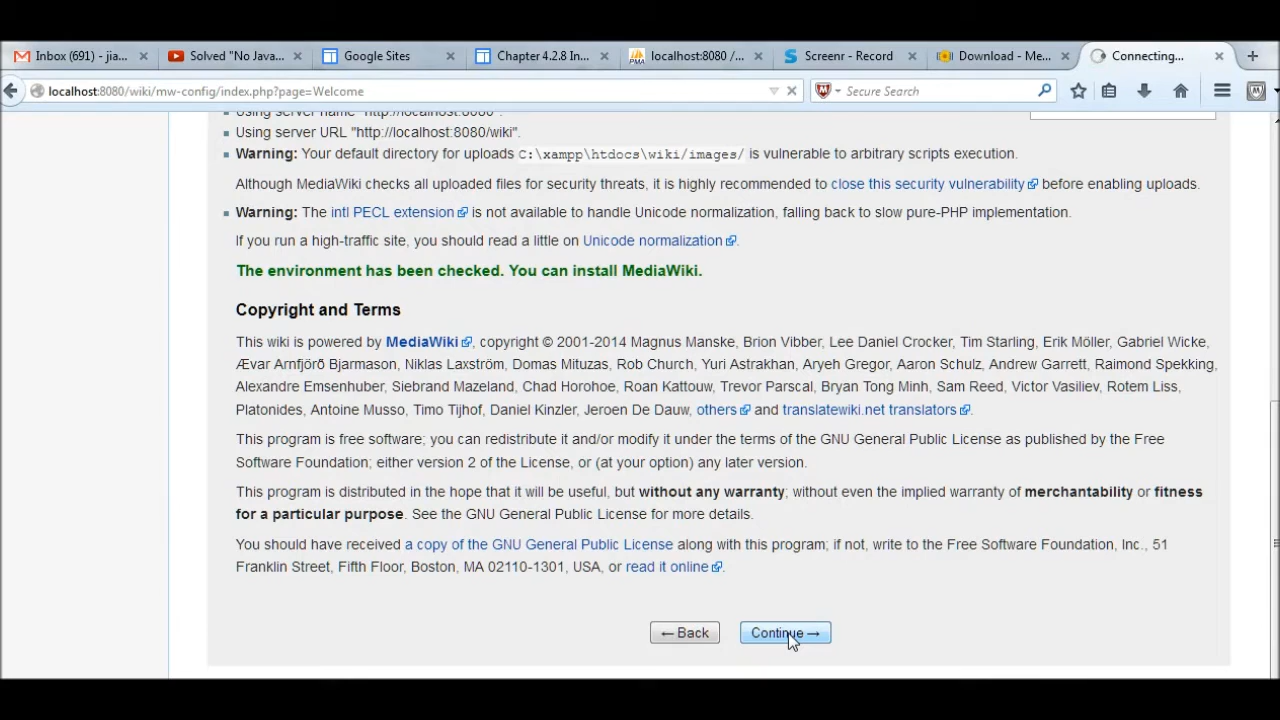 Inbox (691) - jia...
Solved "No Java...
Google Sites
Chapter 4.2.8 In...
localhost:8080 /...
Screenr - Record
Download - Me...
Connecting...
localhost:8080/wiki/mw-config/index.php?page=Welcome
Secure Search
Using server name "http://localhost:8080".
Using server URL "http://localhost:8080/wiki".
Warning: Your default directory for uploads C:\xampp\htdocs\wiki/images/ is vulnerable to arbitrary scripts execution.
Although MediaWiki checks all uploaded files for security threats, it is highly recommended to close this security vulnerability before enabling uploads.
Warning: The intl PECL extension is not available to handle Unicode normalization, falling back to slow pure-PHP implementation.
If you run a high-traffic site, you should read a little on Unicode normalization.
The environment has been checked. You can install MediaWiki.
Copyright and Terms
This wiki is powered by MediaWiki, copyright © 2001-2014 Magnus Manske, Brion Vibber, Lee Daniel Crocker, Tim Starling, Erik Möller, Gabriel Wicke,
Ævar Arnfjörð Bjarmason, Niklas Laxström, Domas Mituzas, Rob Church, Yuri Astrakhan, Aryeh Gregor, Aaron Schulz, Andrew Garrett, Raimond Spekking,
Alexandre Emsenhuber, Siebrand Mazeland, Chad Horohoe, Roan Kattouw, Trevor Parscal, Bryan Tong Minh, Sam Reed, Victor Vasiliev, Rotem Liss,
Platonides, Antoine Musso, Timo Tijhof, Daniel Kinzler, Jeroen De Dauw, others and translatewiki.net translators.
This program is free software; you can redistribute it and/or modify it under the terms of the GNU General Public License as published by the Free
Software Foundation; either version 2 of the License, or (at your option) any later version.
This program is distributed in the hope that it will be useful, but without any warranty; without even the implied warranty of merchantability or fitness
for a particular purpose. See the GNU General Public License for more details.
You should have received a copy of the GNU General Public License along with this program; if not, write to the Free Software Foundation, Inc., 51
Franklin Street, Fifth Floor, Boston, MA 02110-1301, USA, or read it online.
← Back
Continue →